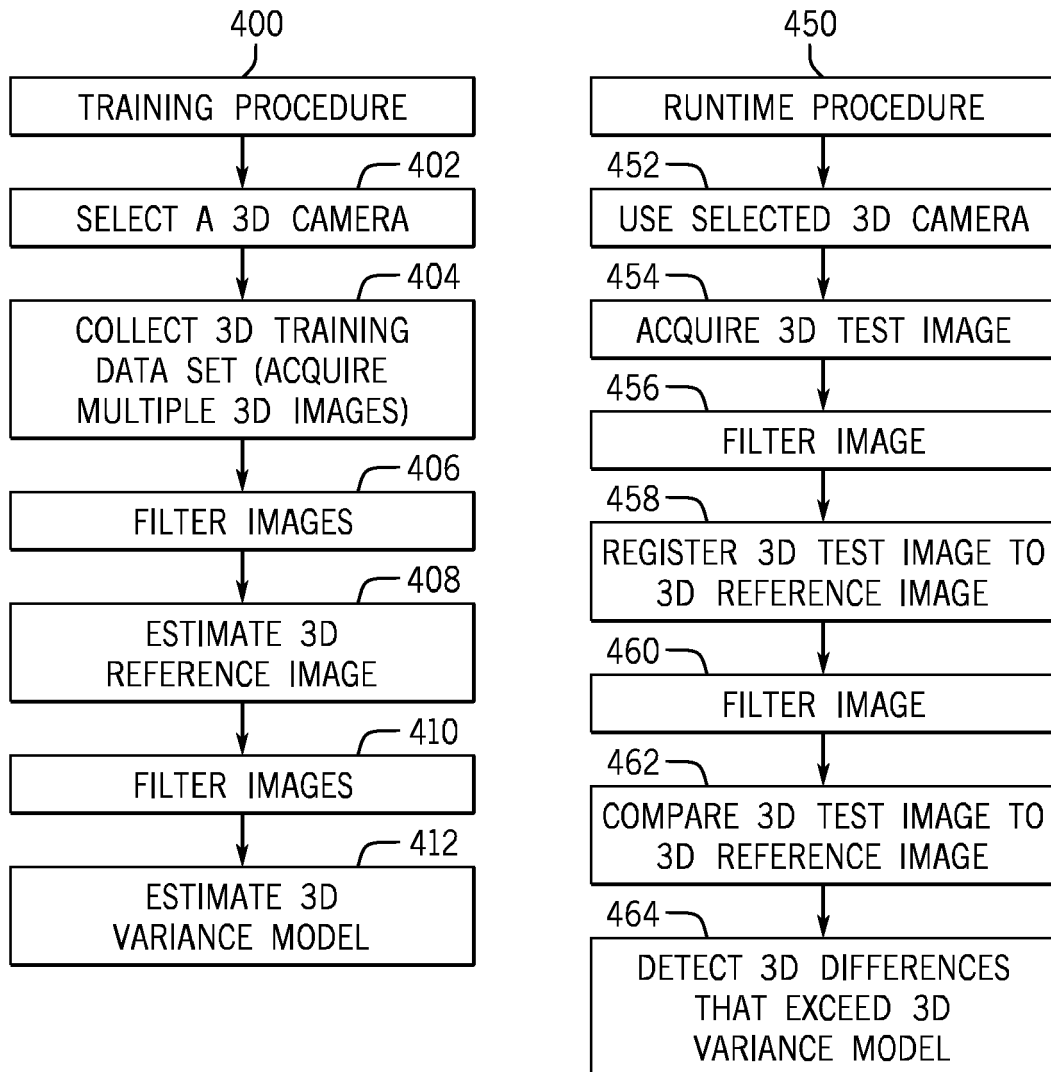 400
TRAINING PROCEDURE
402
SELECT A 3D CAMERA
404
COLLECT 3D TRAINING
DATA SET (ACQUIRE
MULTIPLE 3D IMAGES)
406
FILTER IMAGES
408
ESTIMATE 3D
REFERENCE IMAGE
410
FILTER IMAGES
412
ESTIMATE 3D
VARIANCE MODEL
450
RUNTIME PROCEDURE
452
USE SELECTED 3D CAMERA
454
ACQUIRE 3D TEST IMAGE
456
FILTER IMAGE
458
REGISTER 3D TEST IMAGE TO
3D REFERENCE IMAGE
460
FILTER IMAGE
462
COMPARE 3D TEST IMAGE TO
3D REFERENCE IMAGE
464
DETECT 3D DIFFERENCES
THAT EXCEED 3D
VARIANCE MODEL